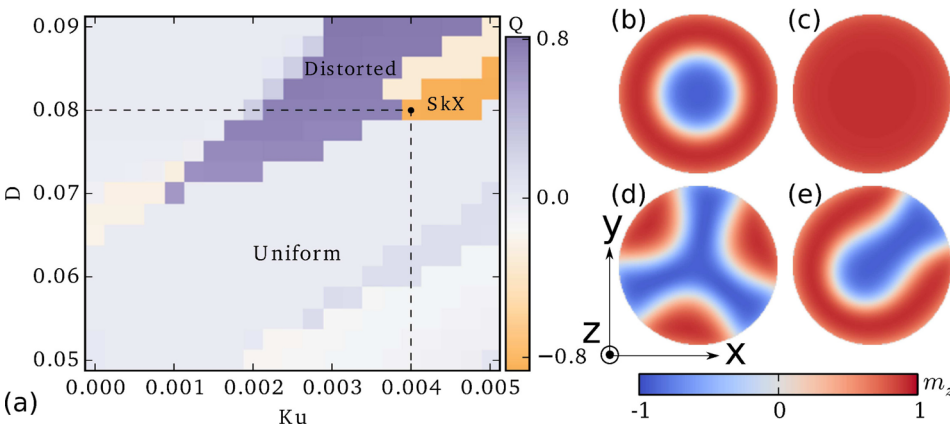 Q
0.09
0.8
Distorted
SkX
0.08
D
0.07
0.0
Uniform
0.06
0.05
−0.8
0.000 0.001 0.002 0.003 0.004 0.005
(a)
Ku
(b) (c)
(d) (e)
y
z
x
-1 0 1
m_z